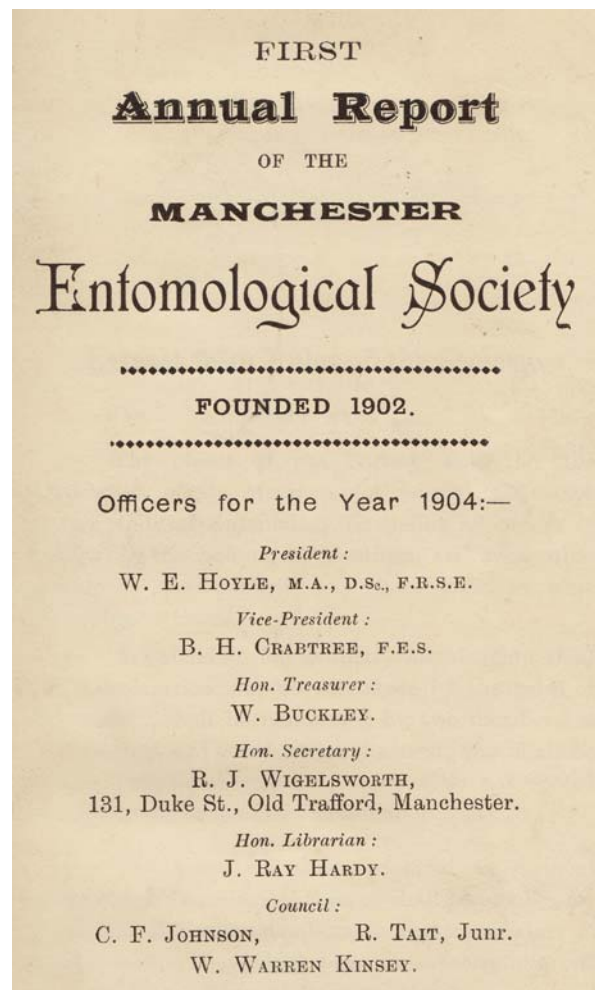 FIRST
Annual Report
OF THE
MANCHESTER
Entomological Society
FOUNDED 1902.
Officers for the Year 1904:—
President:
W. E. HOYLE, M.A., D.Sc., F.R.S.E.
Vice-President:
B. H. CRABTREE, F.E.S.
Hon. Treasurer:
W. BUCKLEY.
Hon. Secretary:
R. J. WIGELSWORTH,
131, Duke St., Old Trafford, Manchester.
Hon. Librarian:
J. RAY HARDY.
Council:
C. F. JOHNSON, R. TAIT, Junr.
W. WARREN KINSEY.